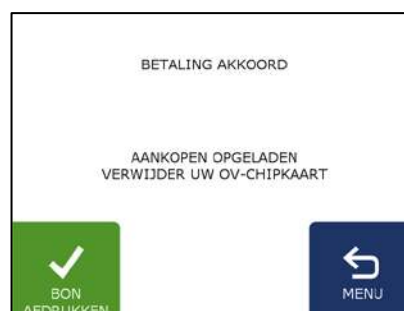 BETALING AKKOORD
AANKOPEN OPGELADEN
VERWIJDER UW OV-CHIPKAART
BON
AFDRUKKEN
MENU